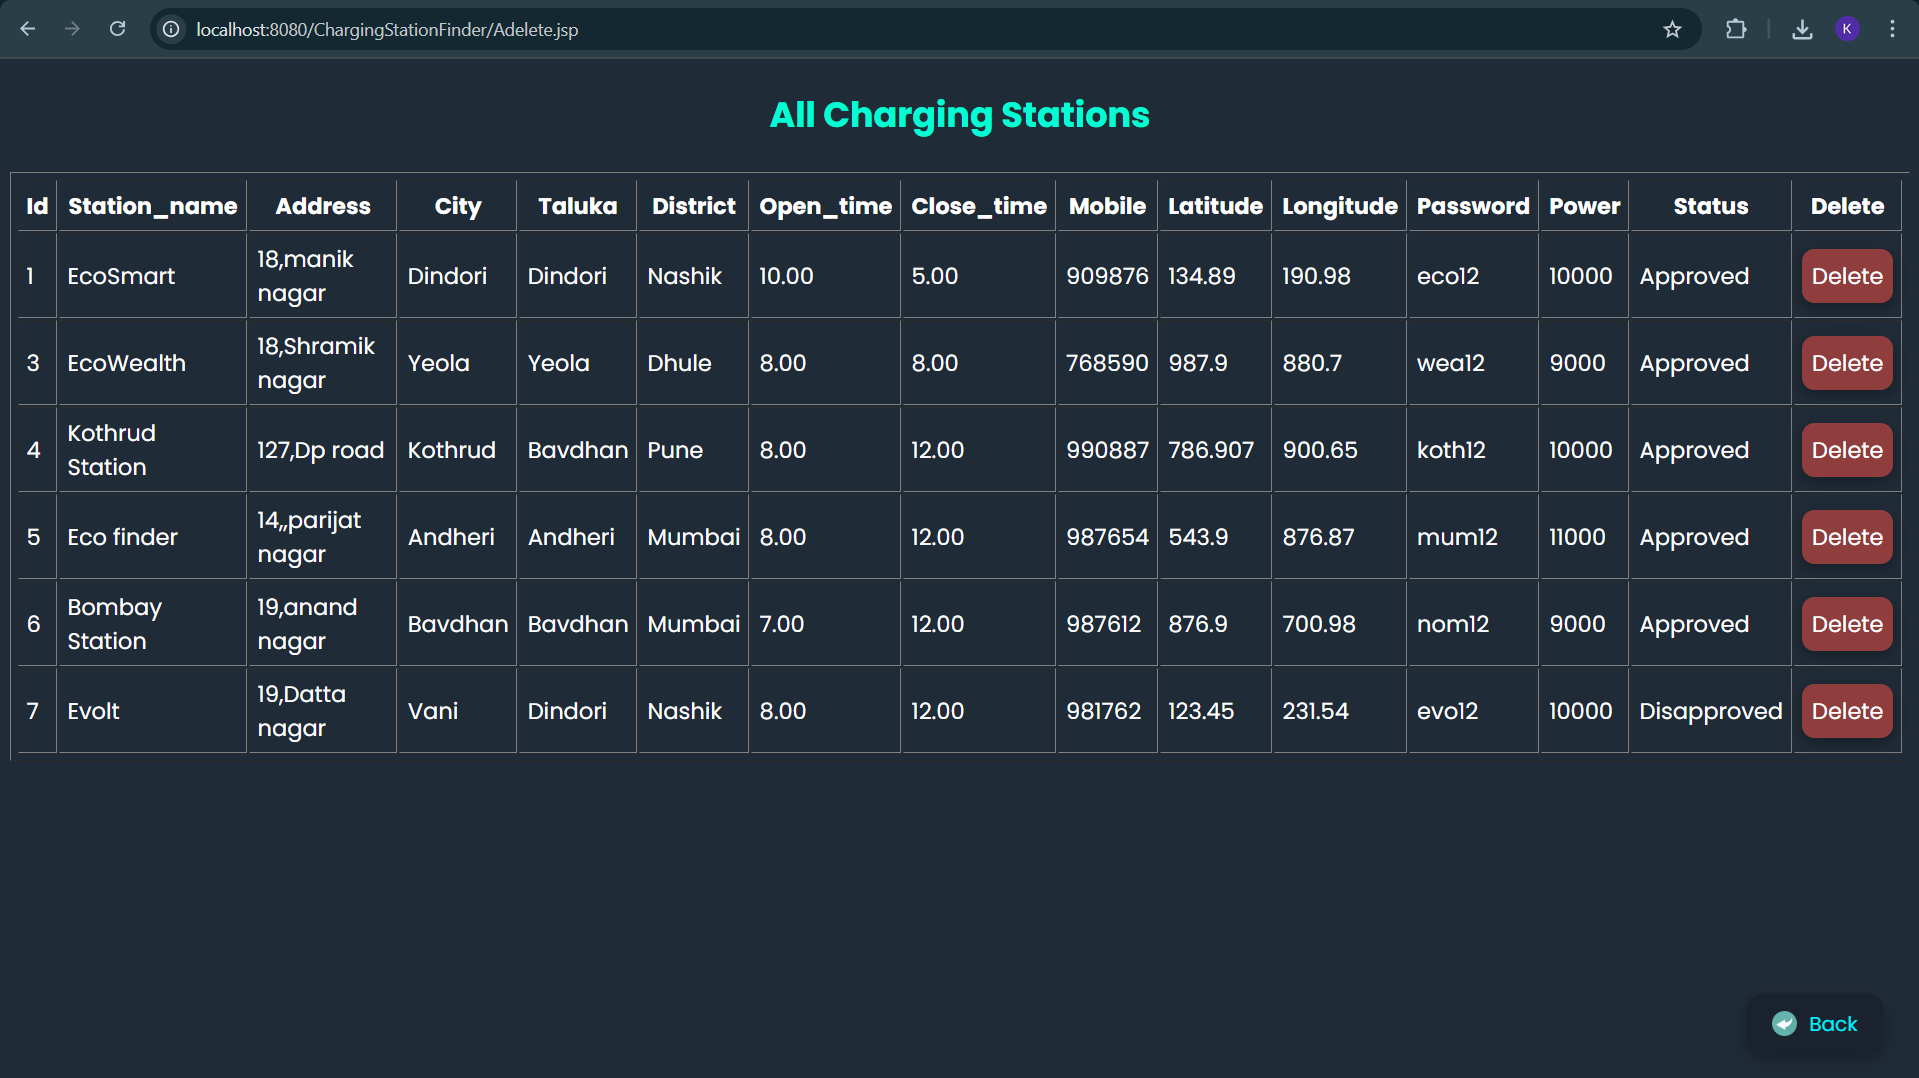 localhost:8080/ChargingStationFinder/Adelete.jsp
K
All Charging Stations
Id Station_name Address City Taluka District Open_time Close_time Mobile Latitude Longitude Password Power Status Delete
1 EcoSmart 18,manik nagar Dindori Dindori Nashik 10.00 5.00 909876 134.89 190.98 eco12 10000 Approved Delete
3 EcoWealth 18,Shramik nagar Yeola Yeola Dhule 8.00 8.00 768590 987.9 880.7 wea12 9000 Approved Delete
4 Kothrud Station 127,Dp road Kothrud Bavdhan Pune 8.00 12.00 990887 786.907 900.65 koth12 10000 Approved Delete
5 Eco finder 14,,parijat nagar Andheri Andheri Mumbai 8.00 12.00 987654 543.9 876.87 mum12 11000 Approved Delete
6 Bombay Station 19,anand nagar Bavdhan Bavdhan Mumbai 7.00 12.00 987612 876.9 700.98 nom12 9000 Approved Delete
7 Evolt 19,Datta nagar Vani Dindori Nashik 8.00 12.00 981762 123.45 231.54 evo12 10000 Disapproved Delete
Back